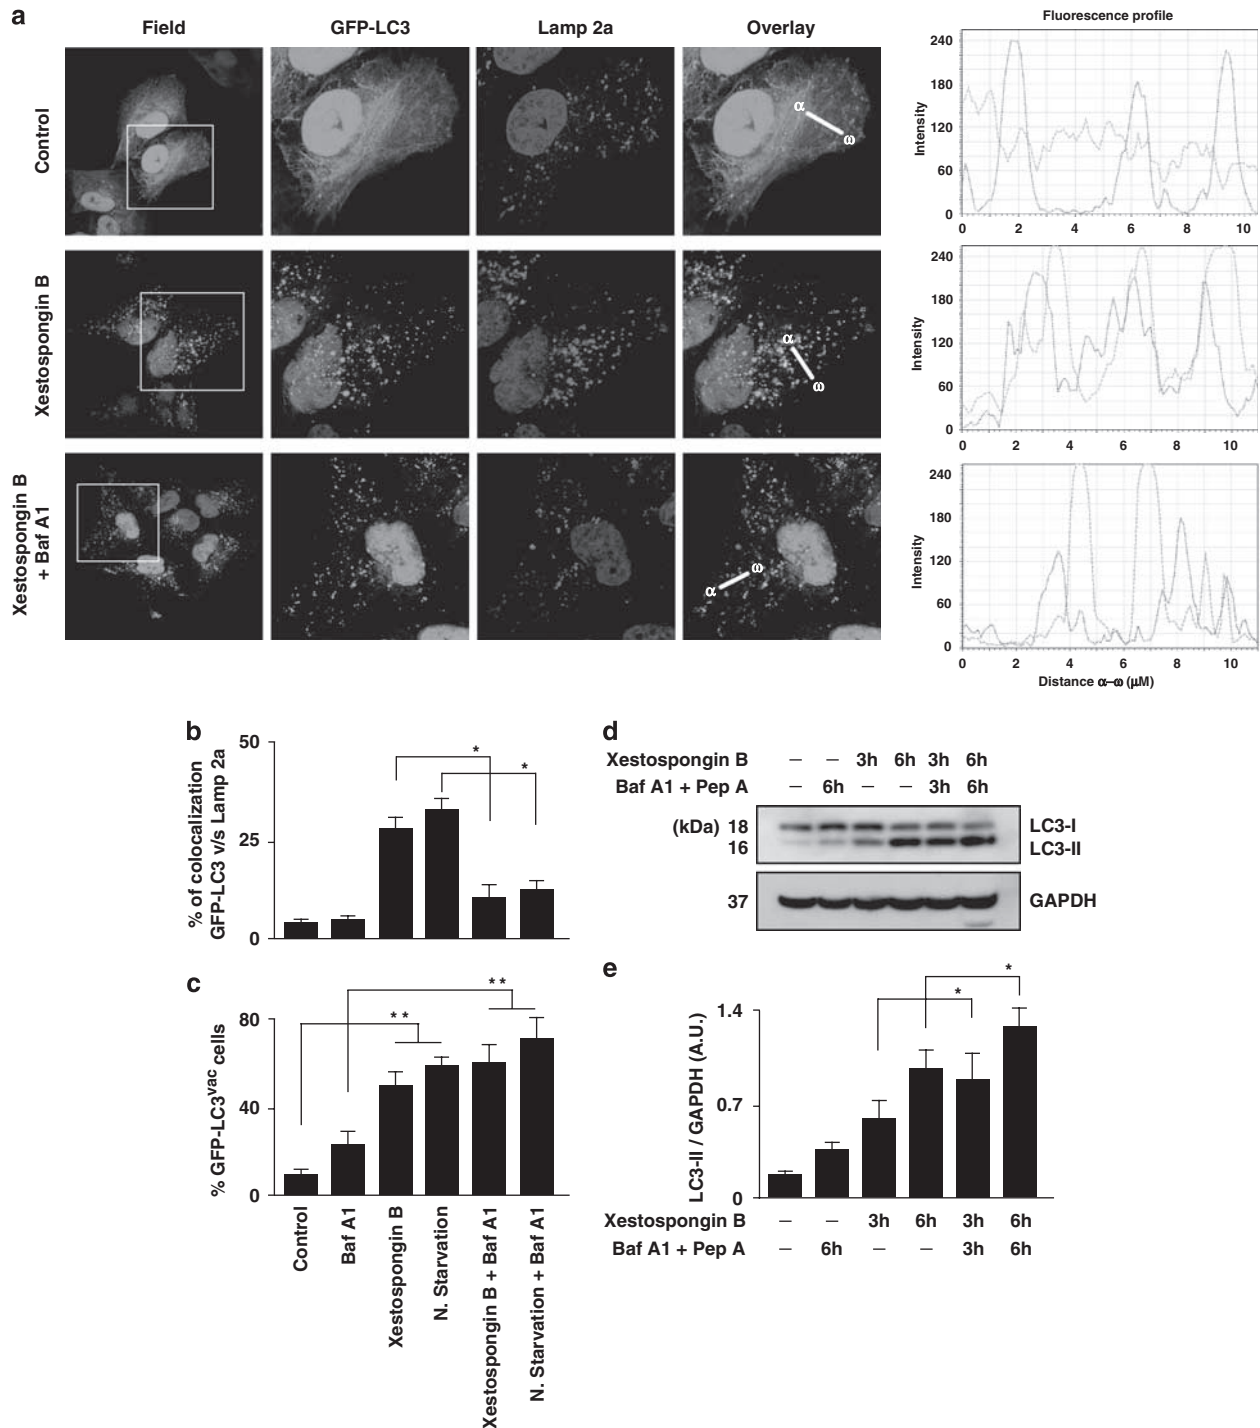 a
Field GFP-LC3 Lamp 2a Overlay Fluorescence profile
Control
α ω
Intensity
240
180
120
60
0
0 2 4 6 8 10
Xestospongin B
α
ω
Intensity
240
180
120
60
0
0 2 4 6 8 10
Xestospongin B
+ Baf A1
α ω
Intensity
240
180
120
60
0
0 2 4 6 8 10
Distance α–ω (μM)
b
% of colocalization
GFP-LC3 v/s Lamp 2a
50
25
0
*
*
c
% GFP-LC3vac cells
80
40
0
**
**
Control
Baf A1
Xestospongin B
N. Starvation
Xestospongin B + Baf A1
N. Starvation + Baf A1
d
Xestospongin B – – 3h 6h 3h 6h
Baf A1 + Pep A – 6h – – 3h 6h
(kDa) 18 LC3-I
16 LC3-II
37 GAPDH
e
LC3-II / GAPDH (A.U.)
1.4
0.7
0
*
*
Xestospongin B – – 3h 6h 3h 6h
Baf A1 + Pep A – 6h – – 3h 6h